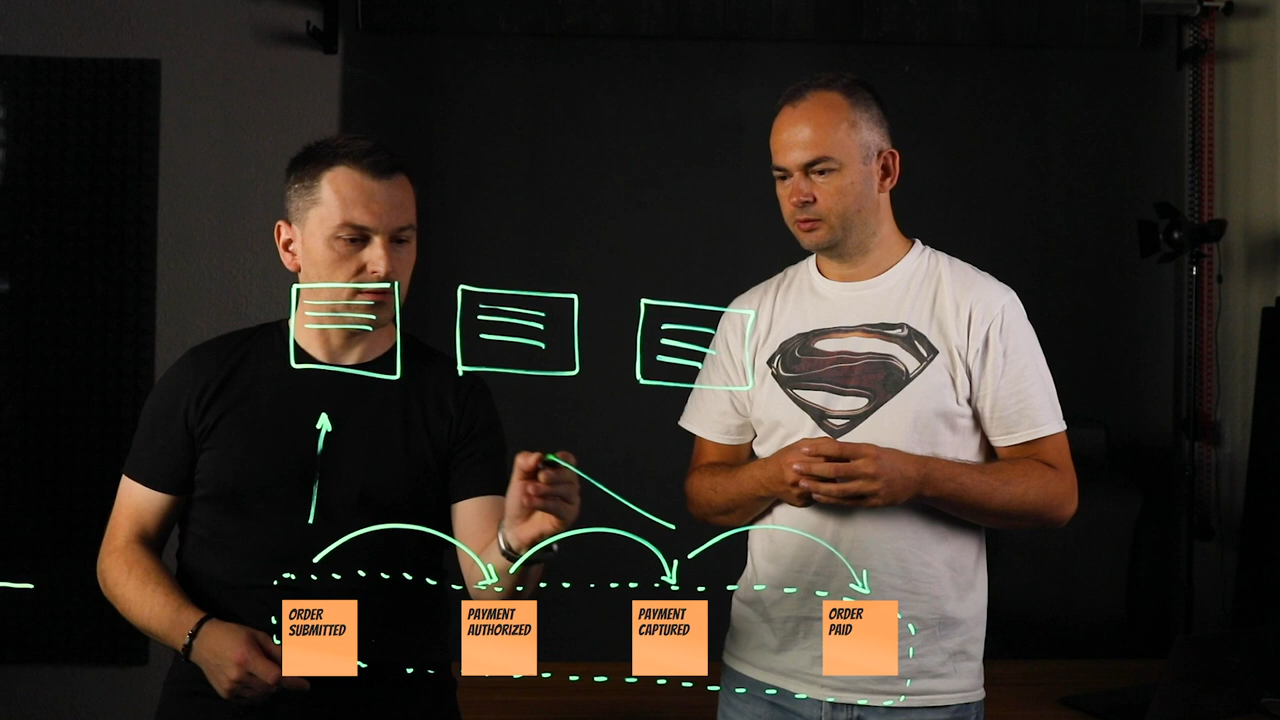 ORDER
SUBMITTED
PAYMENT
AUTHORIZED
PAYMENT
CAPTURED
ORDER
PAID